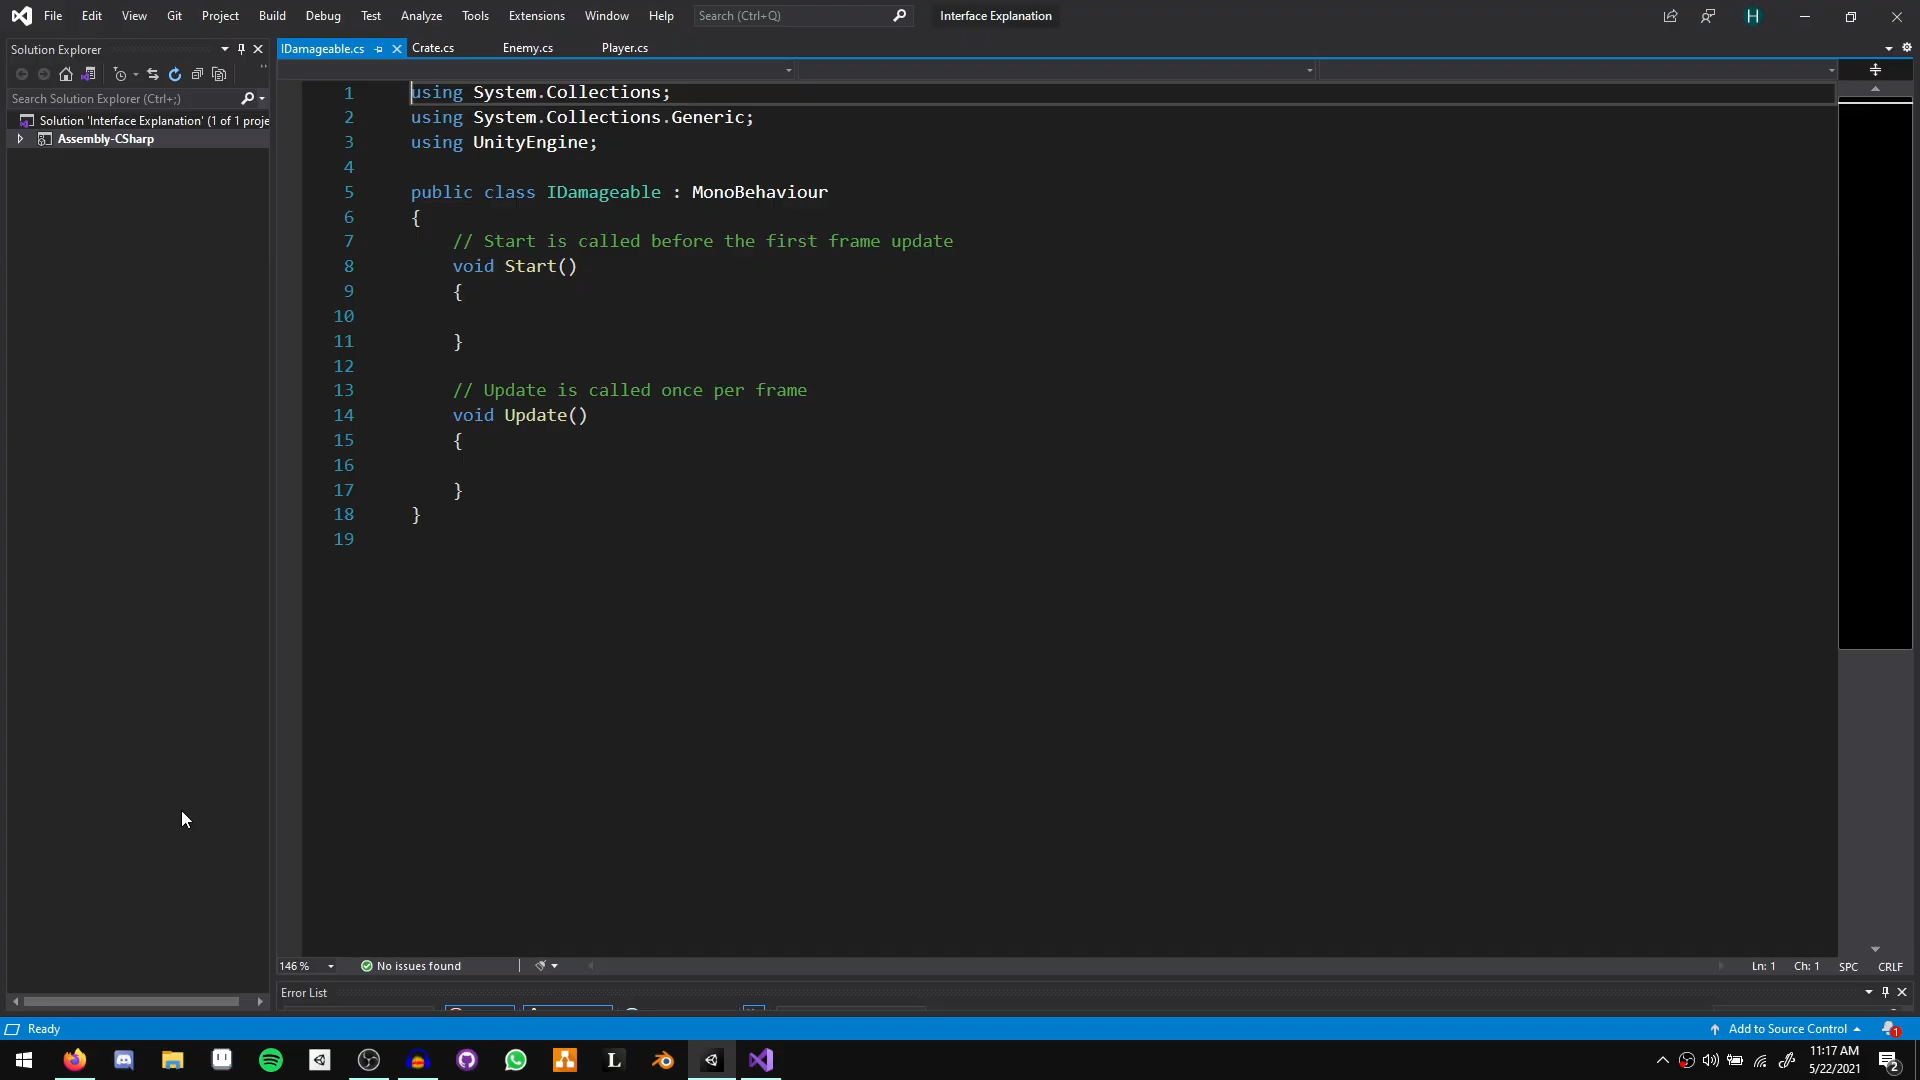 File Edit View Git Project Build Debug Test Analyze Tools Extensions Window Help Search (Ctrl+Q) Interface Explanation H
Solution Explorer
Search Solution Explorer (Ctrl+;)
Solution 'Interface Explanation' (1 of 1 proje
Assembly-CSharp
IDamageable.cs Crate.cs Enemy.cs Player.cs
1 using System.Collections;
2 using System.Collections.Generic;
3 using UnityEngine;
4
5 public class IDamageable : MonoBehaviour
6 {
7 // Start is called before the first frame update
8 void Start()
9 {
10
11 }
12
13 // Update is called once per frame
14 void Update()
15 {
16
17 }
18 }
19
146 % No issues found Ln: 1 Ch: 1 SPC CRLF
Error List
Ready Add to Source Control 1
L
11:17 AM
5/22/2021
2